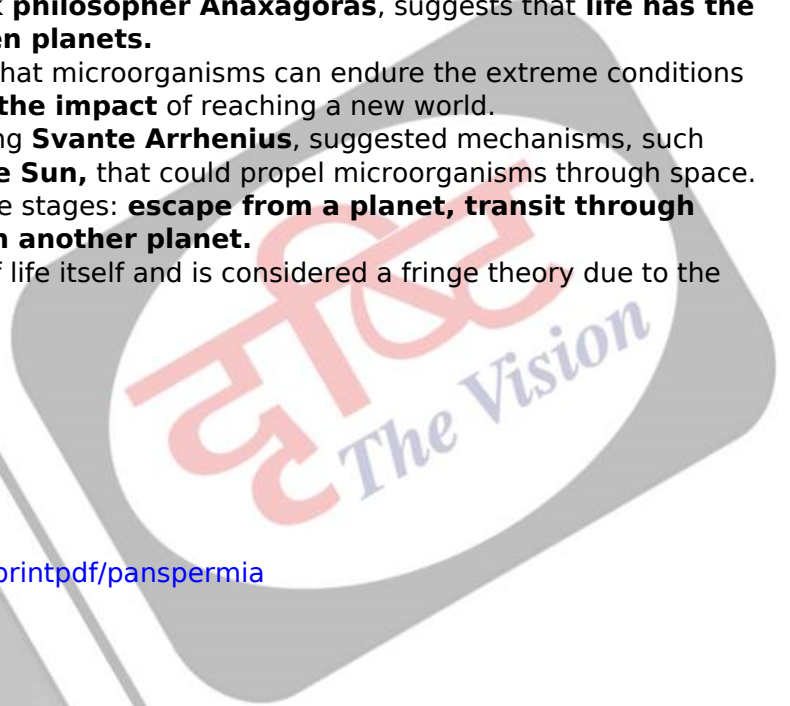 philosopher Anaxagoras, suggests that life has the
en planets.
hat microorganisms can endure the extreme conditions
the impact of reaching a new world.
ng Svante Arrhenius, suggested mechanisms, such
e Sun, that could propel microorganisms through space.
e stages: escape from a planet, transit through
n another planet.
f life itself and is considered a fringe theory due to the
दृष्टि
The Vision
printpdf/panspermia